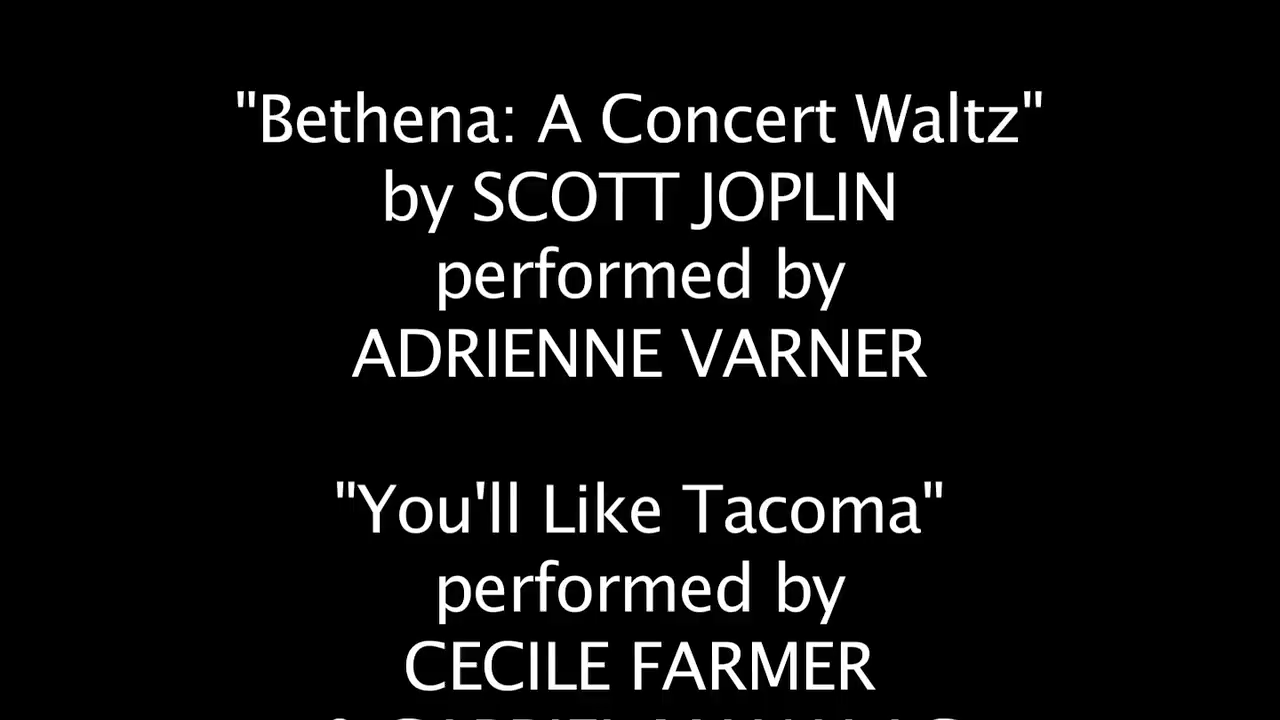 "Bethena: A Concert Waltz"
by SCOTT JOPLIN
performed by
ADRIENNE VARNER
"You'll Like Tacoma"
performed by
CECILE FARMER